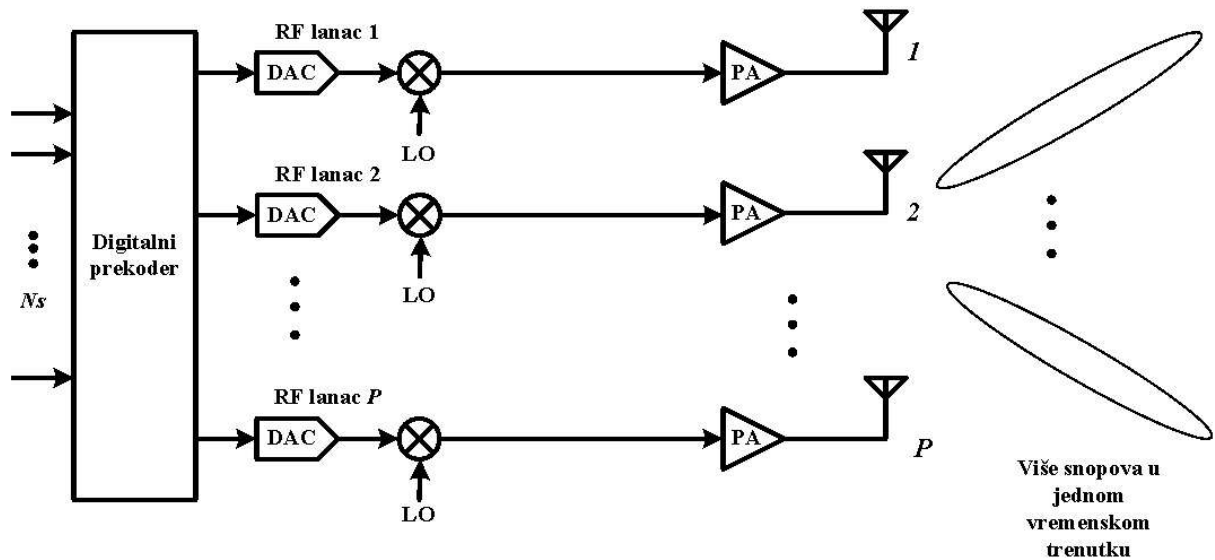 RF lanac 1
DAC
LO
PA
1
RF lanac 2
DAC
LO
PA
2
Digitalni
prekoder
Ns
RF lanac P
DAC
LO
PA
P
Više snopova u
jednom
vremenskom
trenutku